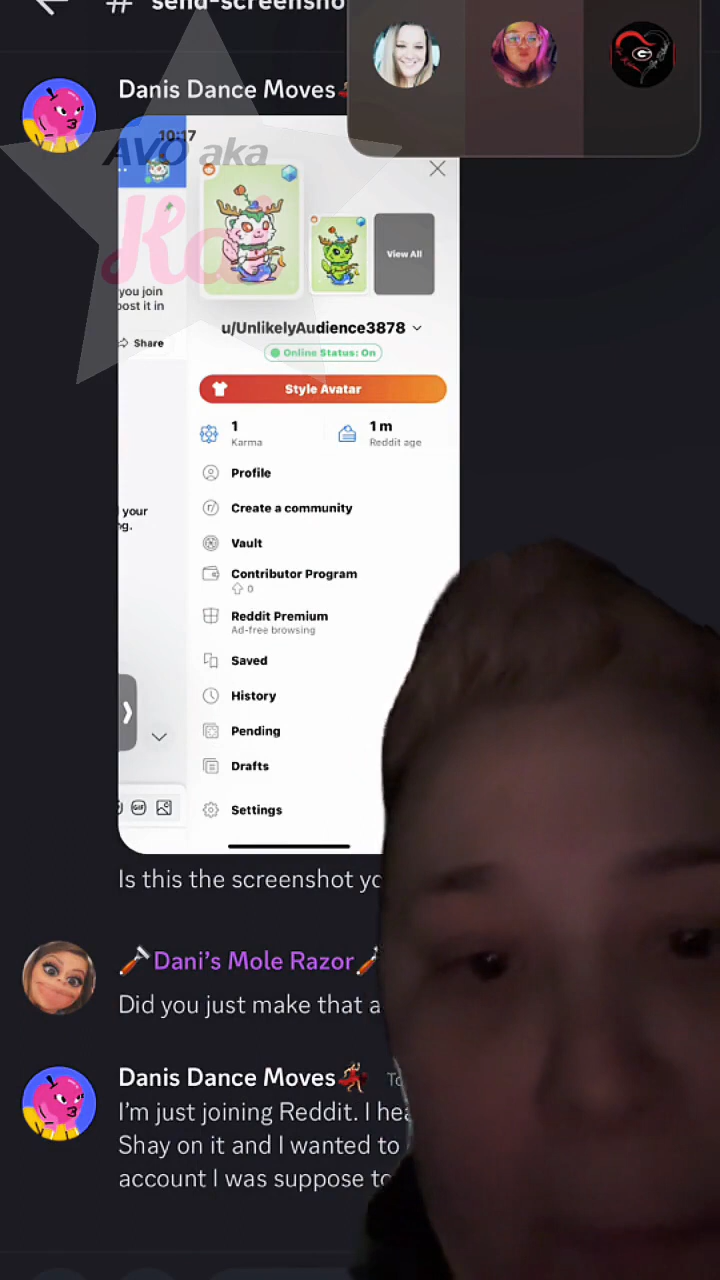 # send-screensho
Danis Dance Moves
10:17
AVO aka
Ka
View All
you join
post it in
Share
u/UnlikelyAudience3878
Online Status: On
Style Avatar
1
Karma
1 m
Reddit age
Profile
Create a community
your
Vault
Contributor Program
0
Reddit Premium
Ad-free browsing
Saved
History
Pending
Drafts
GIF
Settings
Is this the screenshot yo
Dani's Mole Razor
Did you just make that a
Danis Dance Moves
I'm just joining Reddit. I hea
Shay on it and I wanted to
account I was suppose to